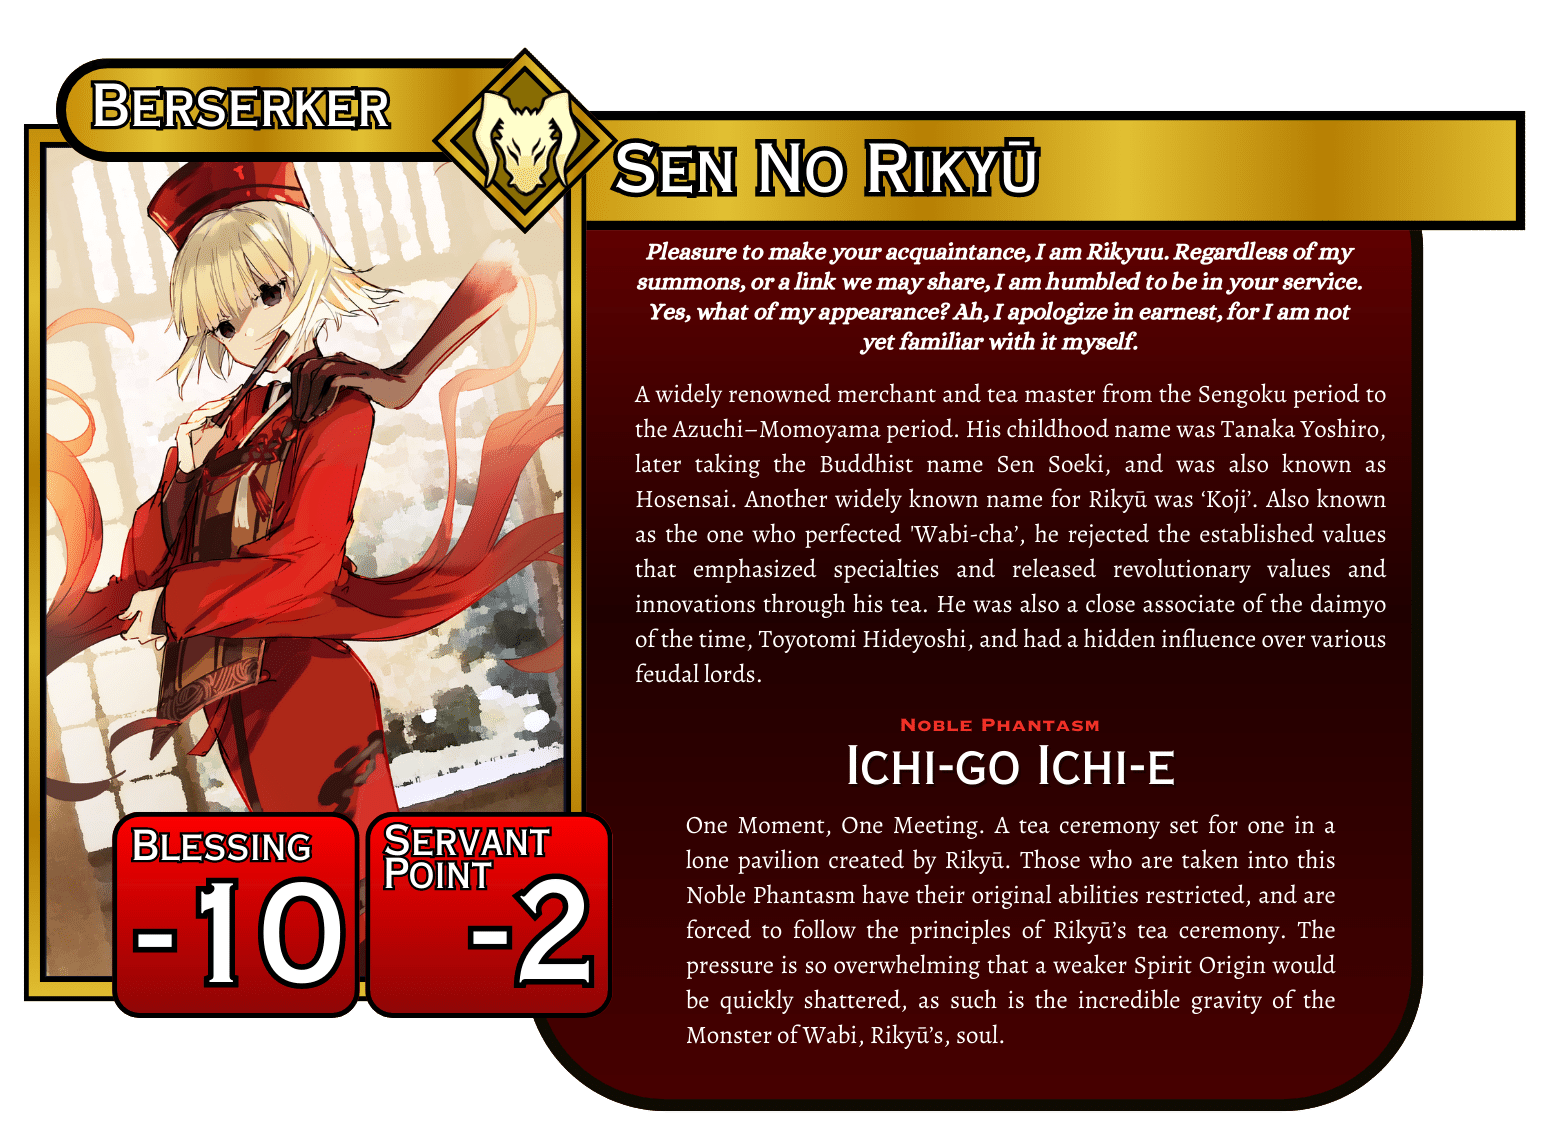 Berserker
Sen No Rikyū
Pleasure to make your acquaintance, I am Rikyuu. Regardless of my
summons, or a link we may share, I am humbled to be in your service.
Yes, what of my appearance? Ah, I apologize in earnest, for I am not
yet familiar with it myself.
A widely renowned merchant and tea master from the Sengoku period to
the Azuchi–Momoyama period. His childhood name was Tanaka Yoshiro,
later taking the Buddhist name Sen Soeki, and was also known as
Hosensai. Another widely known name for Rikyū was ‘Koji’. Also known
as the one who perfected 'Wabi-cha’, he rejected the established values
that emphasized specialties and released revolutionary values and
innovations through his tea. He was also a close associate of the daimyo
of the time, Toyotomi Hideyoshi, and had a hidden influence over various
feudal lords.
Noble Phantasm
Ichi-go Ichi-e
One Moment, One Meeting. A tea ceremony set for one in a
lone pavilion created by Rikyū. Those who are taken into this
Noble Phantasm have their original abilities restricted, and are
forced to follow the principles of Rikyū’s tea ceremony. The
pressure is so overwhelming that a weaker Spirit Origin would
be quickly shattered, as such is the incredible gravity of the
Monster of Wabi, Rikyū’s, soul.
Blessing
-10
Servant
Point
-2